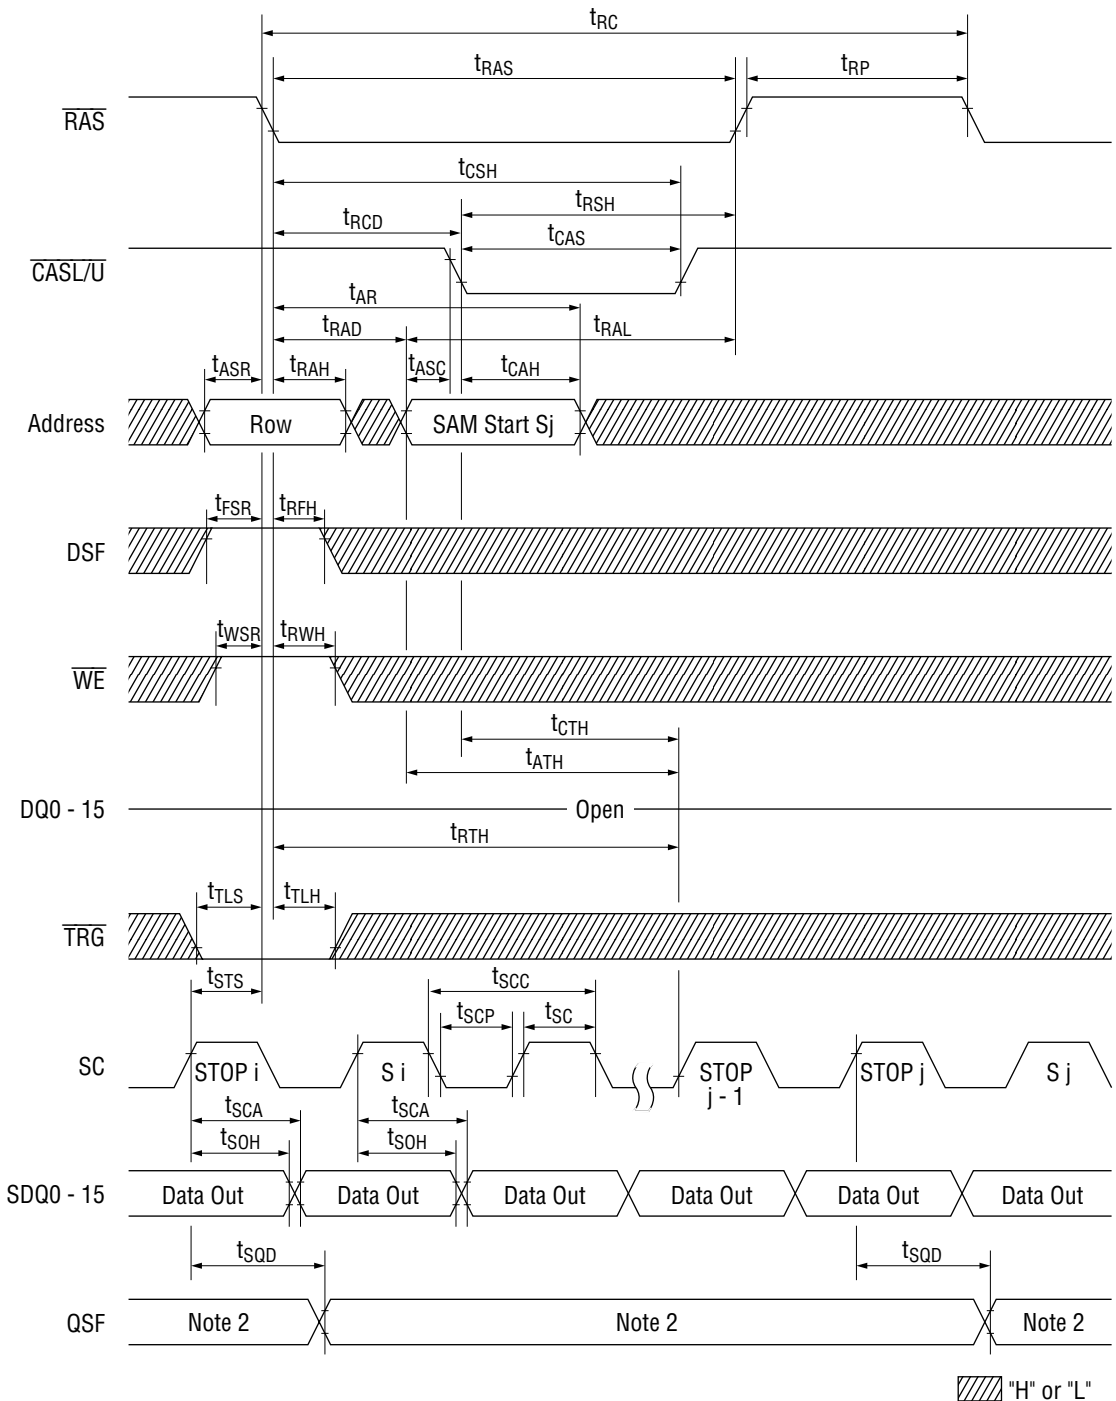 tRC
tRAS
tRP
RAS
tCSH
tRSH
tRCD
tCAS
CASL/U
tAR
tRAD
tRAL
tASR
tRAH
tASC
tCAH
Address
Row
SAM Start Sj
tFSR
tRFH
DSF
tWSR
tRWH
WE
tCTH
tATH
DQ0 - 15
Open
tRTH
tTLS
tTLH
TRG
tSTS
tSCC
tSCP
tSC
SC
STOP i
S i
STOP
j - 1
STOP j
S j
tSCA
tSCA
tSOH
tSOH
SDQ0 - 15
Data Out
Data Out
Data Out
Data Out
Data Out
Data Out
tSQD
tSQD
QSF
Note 2
Note 2
Note 2
"H" or "L"